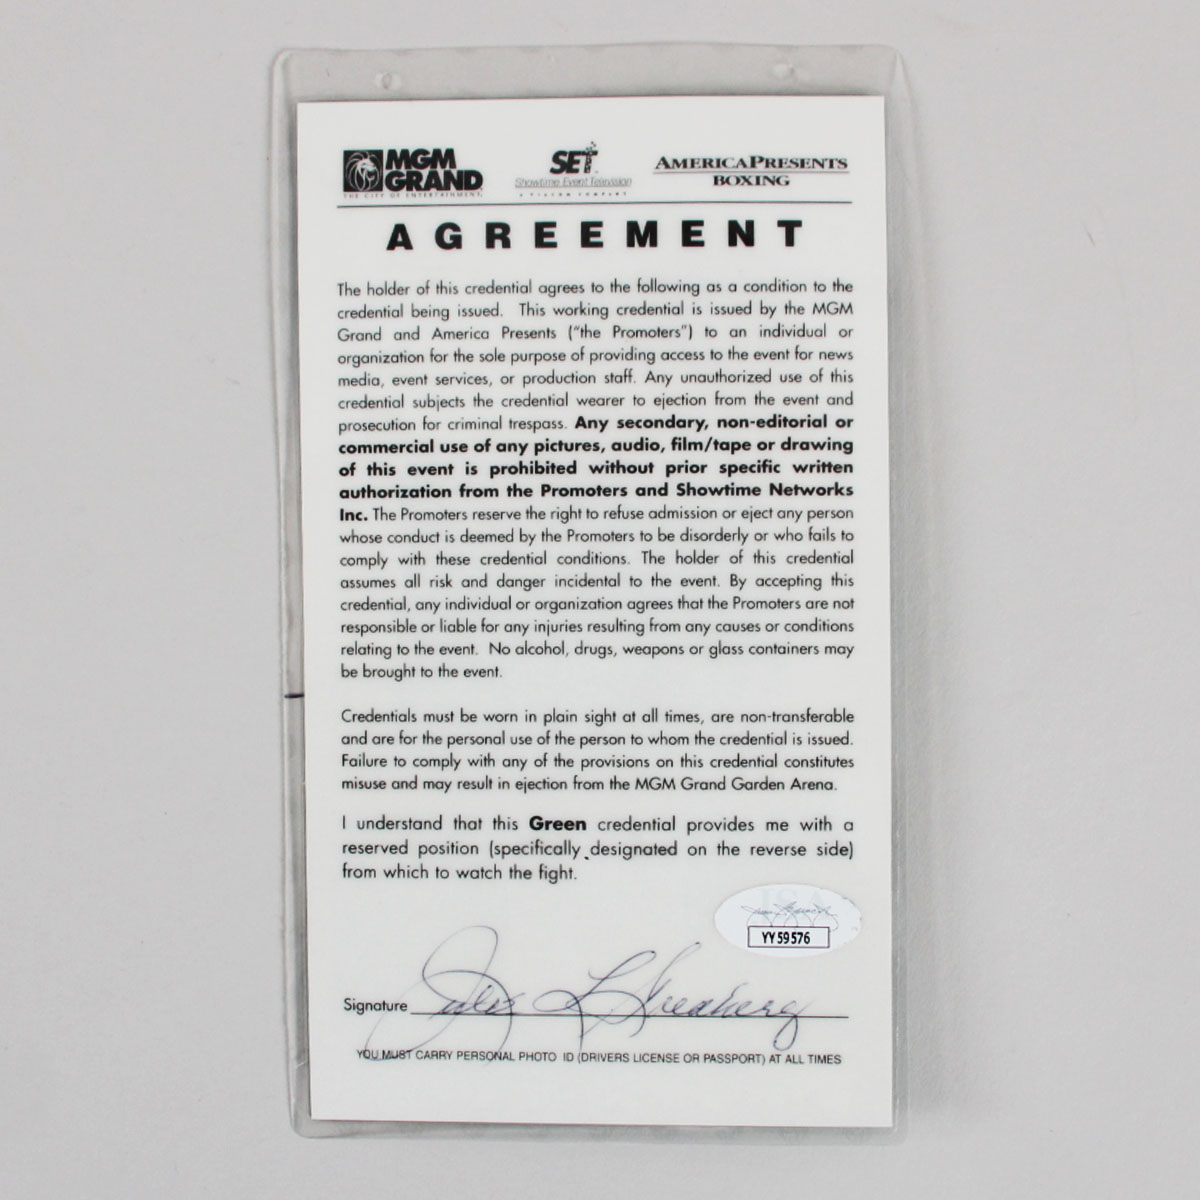 MGM GRAND
THE CITY OF ENTERTAINMENT.
SET
Showtime Event Television
A VIACOM COMPANY
AMERICA PRESENTS
BOXING
AGREEMENT
The holder of this credential agrees to the following as a condition to the
credential being issued. This working credential is issued by the MGM
Grand and America Presents ("the Promoters") to an individual or
organization for the sole purpose of providing access to the event for news
media, event services, or production staff. Any unauthorized use of this
credential subjects the credential wearer to ejection from the event and
prosecution for criminal trespass. Any secondary, non-editorial or
commercial use of any pictures, audio, film/tape or drawing
of this event is prohibited without prior specific written
authorization from the Promoters and Showtime Networks
Inc. The Promoters reserve the right to refuse admission or eject any person
whose conduct is deemed by the Promoters to be disorderly or who fails to
comply with these credential conditions. The holder of this credential
assumes all risk and danger incidental to the event. By accepting this
credential, any individual or organization agrees that the Promoters are not
responsible or liable for any injuries resulting from any causes or conditions
relating to the event. No alcohol, drugs, weapons or glass containers may
be brought to the event.
Credentials must be worn in plain sight at all times, are non-transferable
and are for the personal use of the person to whom the credential is issued.
Failure to comply with any of the provisions on this credential constitutes
misuse and may result in ejection from the MGM Grand Garden Arena.
I understand that this Green credential provides me with a
reserved position (specifically designated on the reverse side)
from which to watch the fight.
JSA
YY59576
Signature
YOU MUST CARRY PERSONAL PHOTO ID (DRIVERS LICENSE OR PASSPORT) AT ALL TIMES